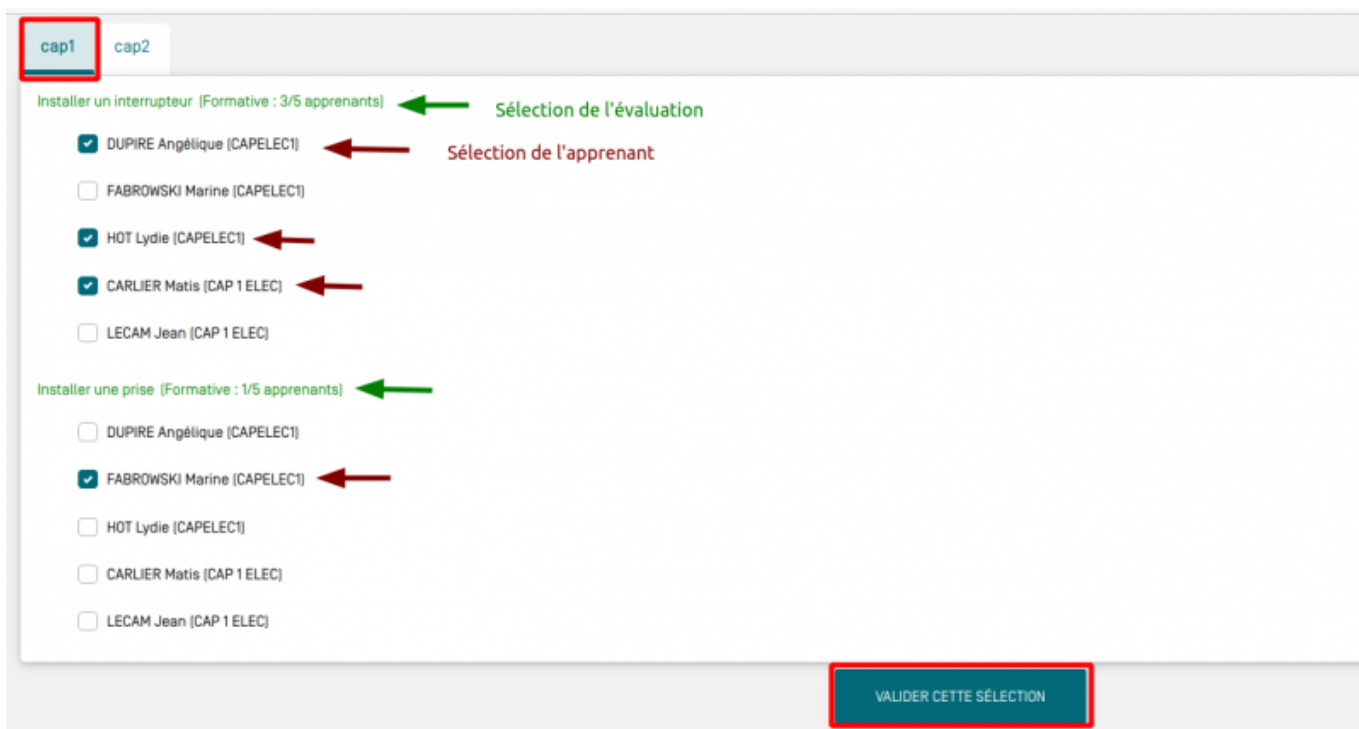 cap1 cap2
Installer un interrupteur (Formative : 3/5 apprenants) Sélection de l'évaluation
DUPIRE Angélique (CAPELEC1) Sélection de l'apprenant
FABROWSKI Marine (CAPELEC1)
HOT Lydie (CAPELEC1)
CARLIER Matis (CAP 1 ELEC)
LECAM Jean (CAP 1 ELEC)
Installer une prise (Formative : 1/5 apprenants)
DUPIRE Angélique (CAPELEC1)
FABROWSKI Marine (CAPELEC1)
HOT Lydie (CAPELEC1)
CARLIER Matis (CAP 1 ELEC)
LECAM Jean (CAP 1 ELEC)
VALIDER CETTE SÉLECTION